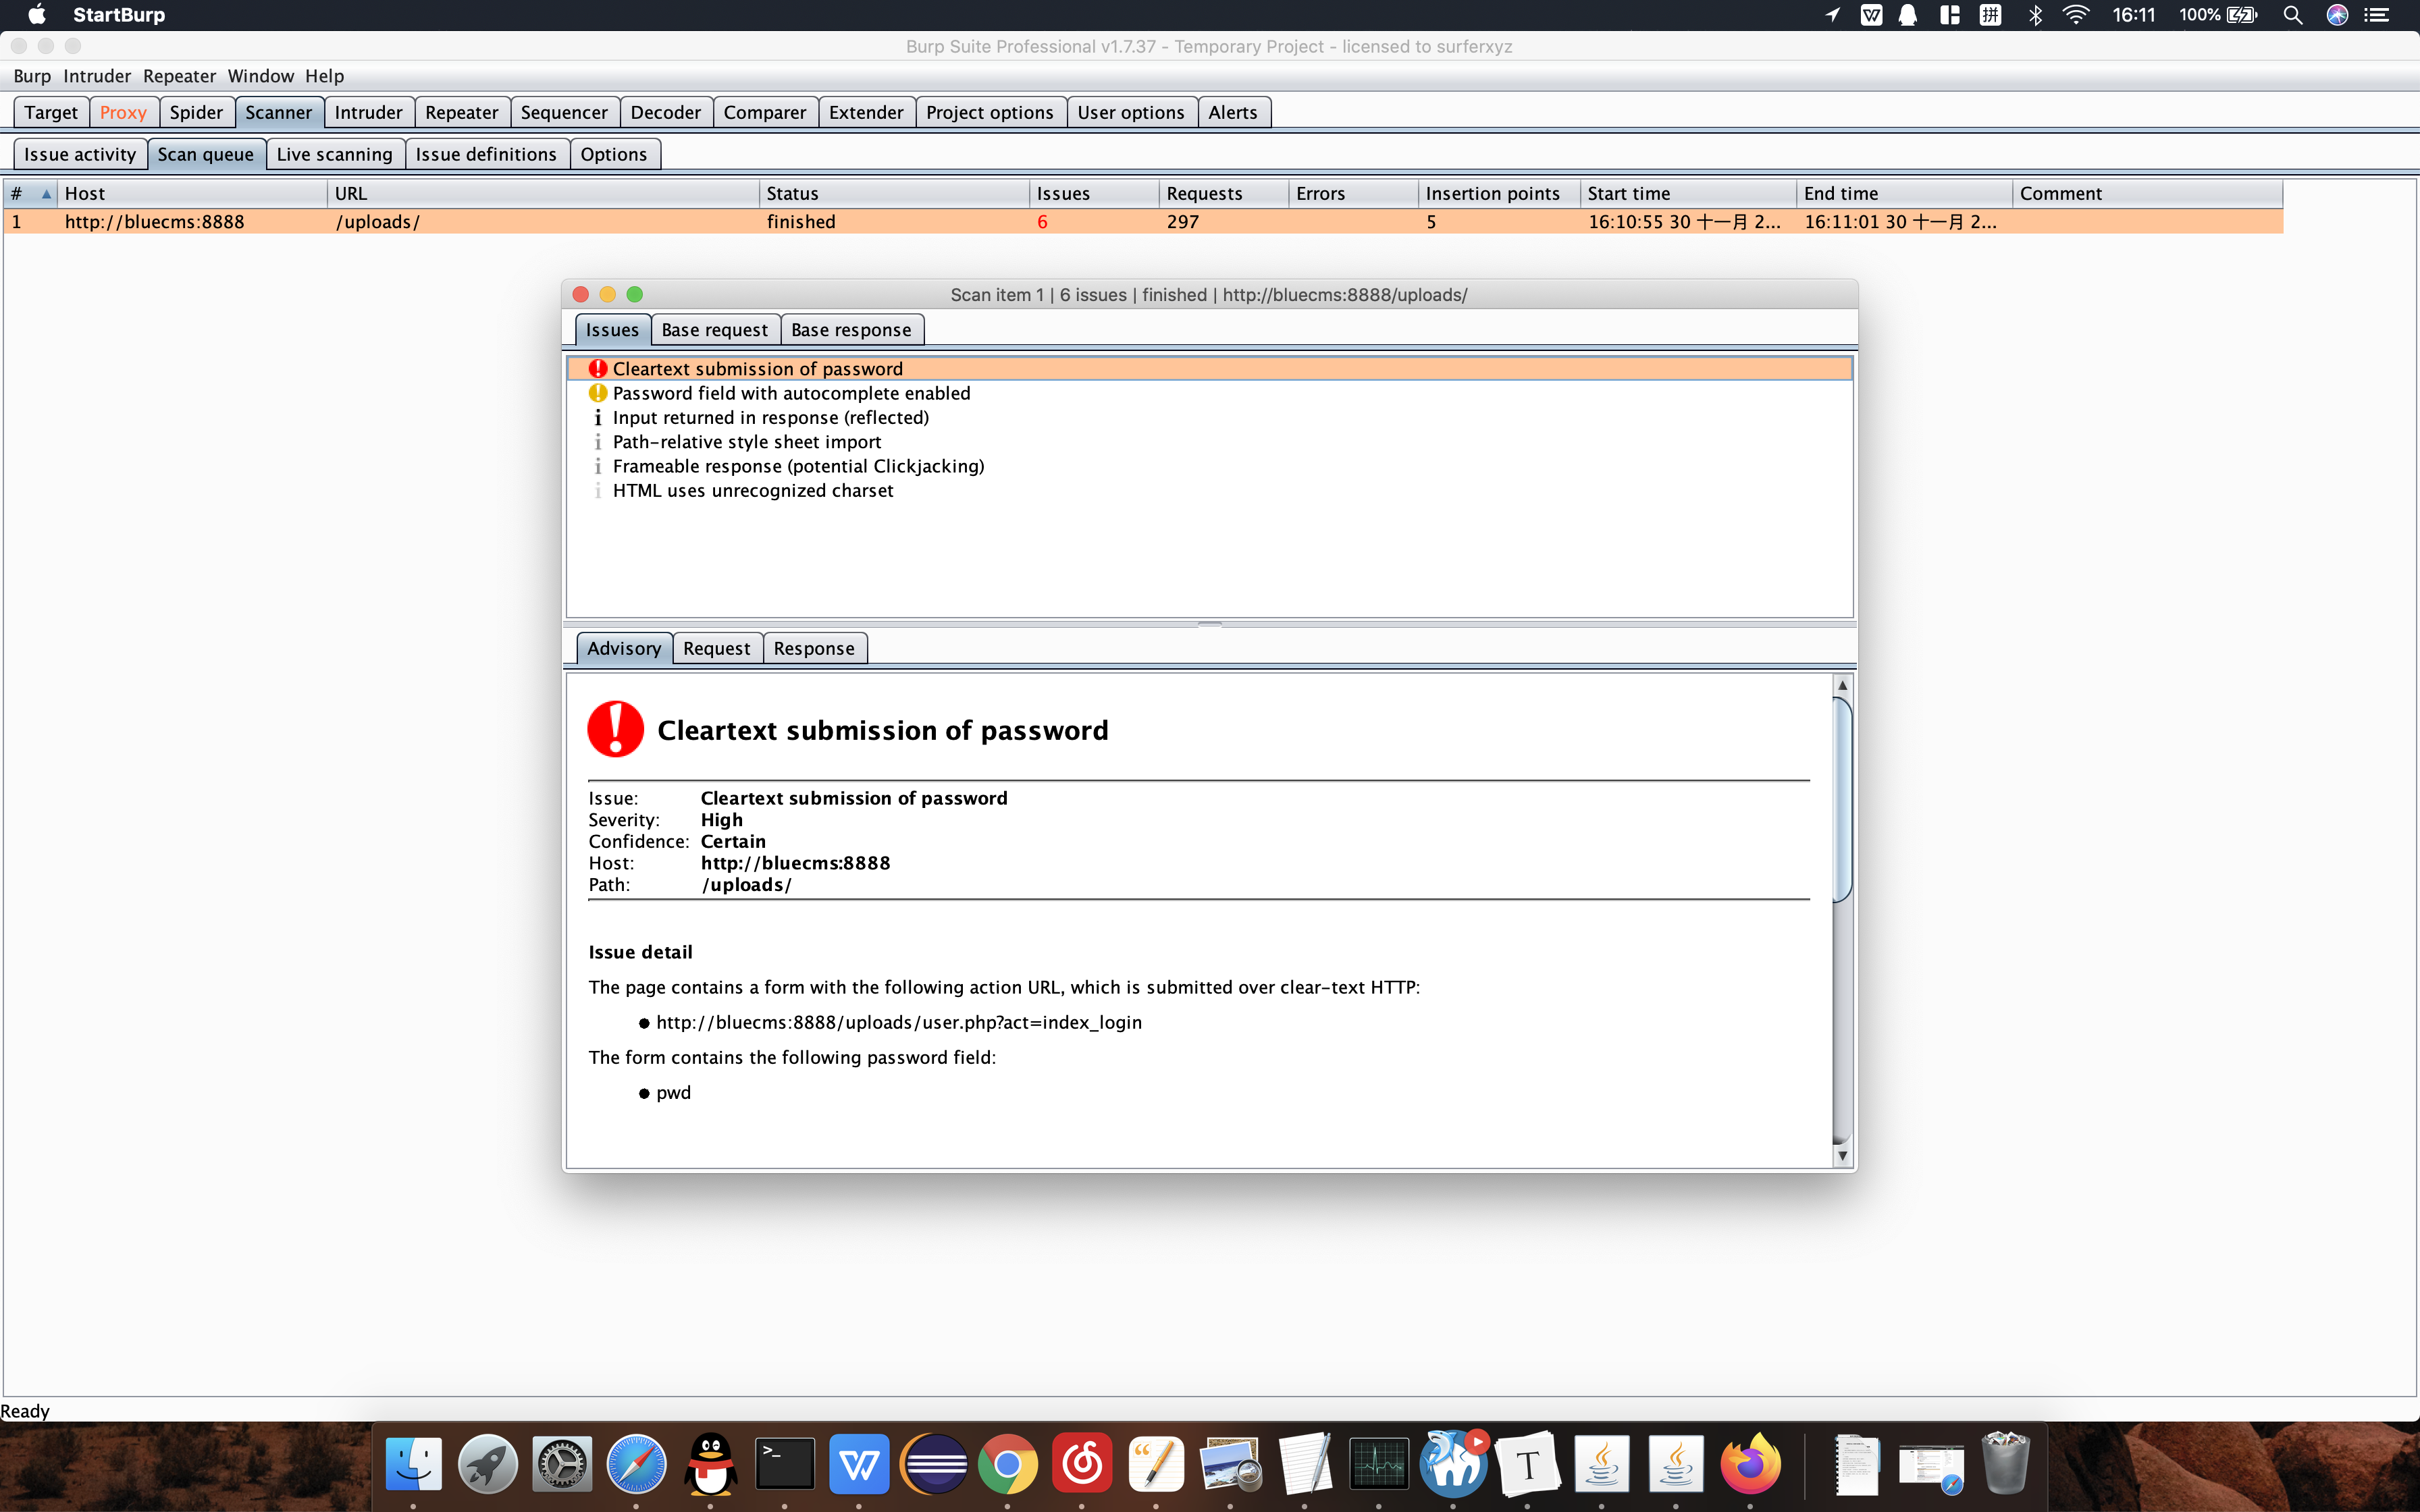 StartBurp
16:11 100%
Burp Suite Professional v1.7.37 - Temporary Project - licensed to surferxyz
Burp Intruder Repeater Window Help
Target Proxy Spider Scanner Intruder Repeater Sequencer Decoder Comparer Extender Project options User options Alerts
Issue activity Scan queue Live scanning Issue definitions Options
# Host URL Status Issues Requests Errors Insertion points Start time End time Comment
1 http://bluecms:8888 /uploads/ finished 6 297 5 16:10:55 30 十一月 2... 16:11:01 30 十一月 2...
Scan item 1 | 6 issues | finished | http://bluecms:8888/uploads/
Issues Base request Base response
Cleartext submission of password
Password field with autocomplete enabled
Input returned in response (reflected)
Path-relative style sheet import
Frameable response (potential Clickjacking)
HTML uses unrecognized charset
Advisory Request Response
Cleartext submission of password
Issue: Cleartext submission of password
Severity: High
Confidence: Certain
Host: http://bluecms:8888
Path: /uploads/
Issue detail
The page contains a form with the following action URL, which is submitted over clear-text HTTP:
http://bluecms:8888/uploads/user.php?act=index_login
The form contains the following password field:
pwd
Ready